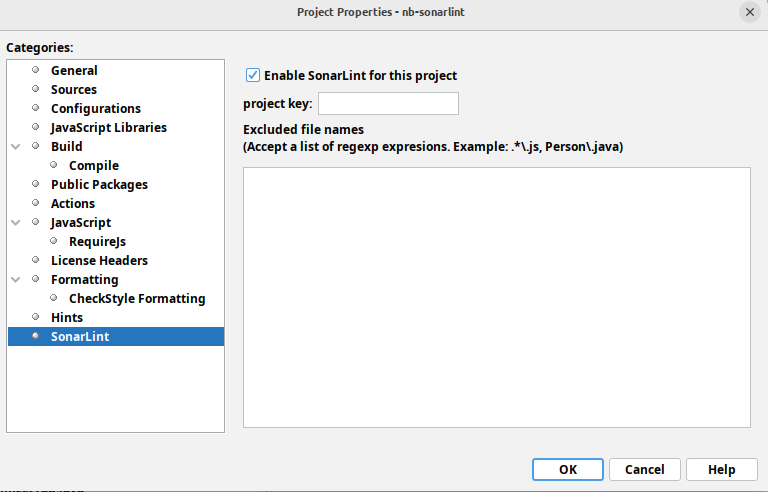 Project Properties - nb-sonarlint
Categories:
General
Sources
Configurations
JavaScript Libraries
Build
Compile
Public Packages
Actions
JavaScript
RequireJs
License Headers
Formatting
CheckStyle Formatting
Hints
SonarLint
Enable SonarLint for this project
project key:
Excluded file names
(Accept a list of regexp expresions. Example: .*\.js, Person\.java)
OK
Cancel
Help